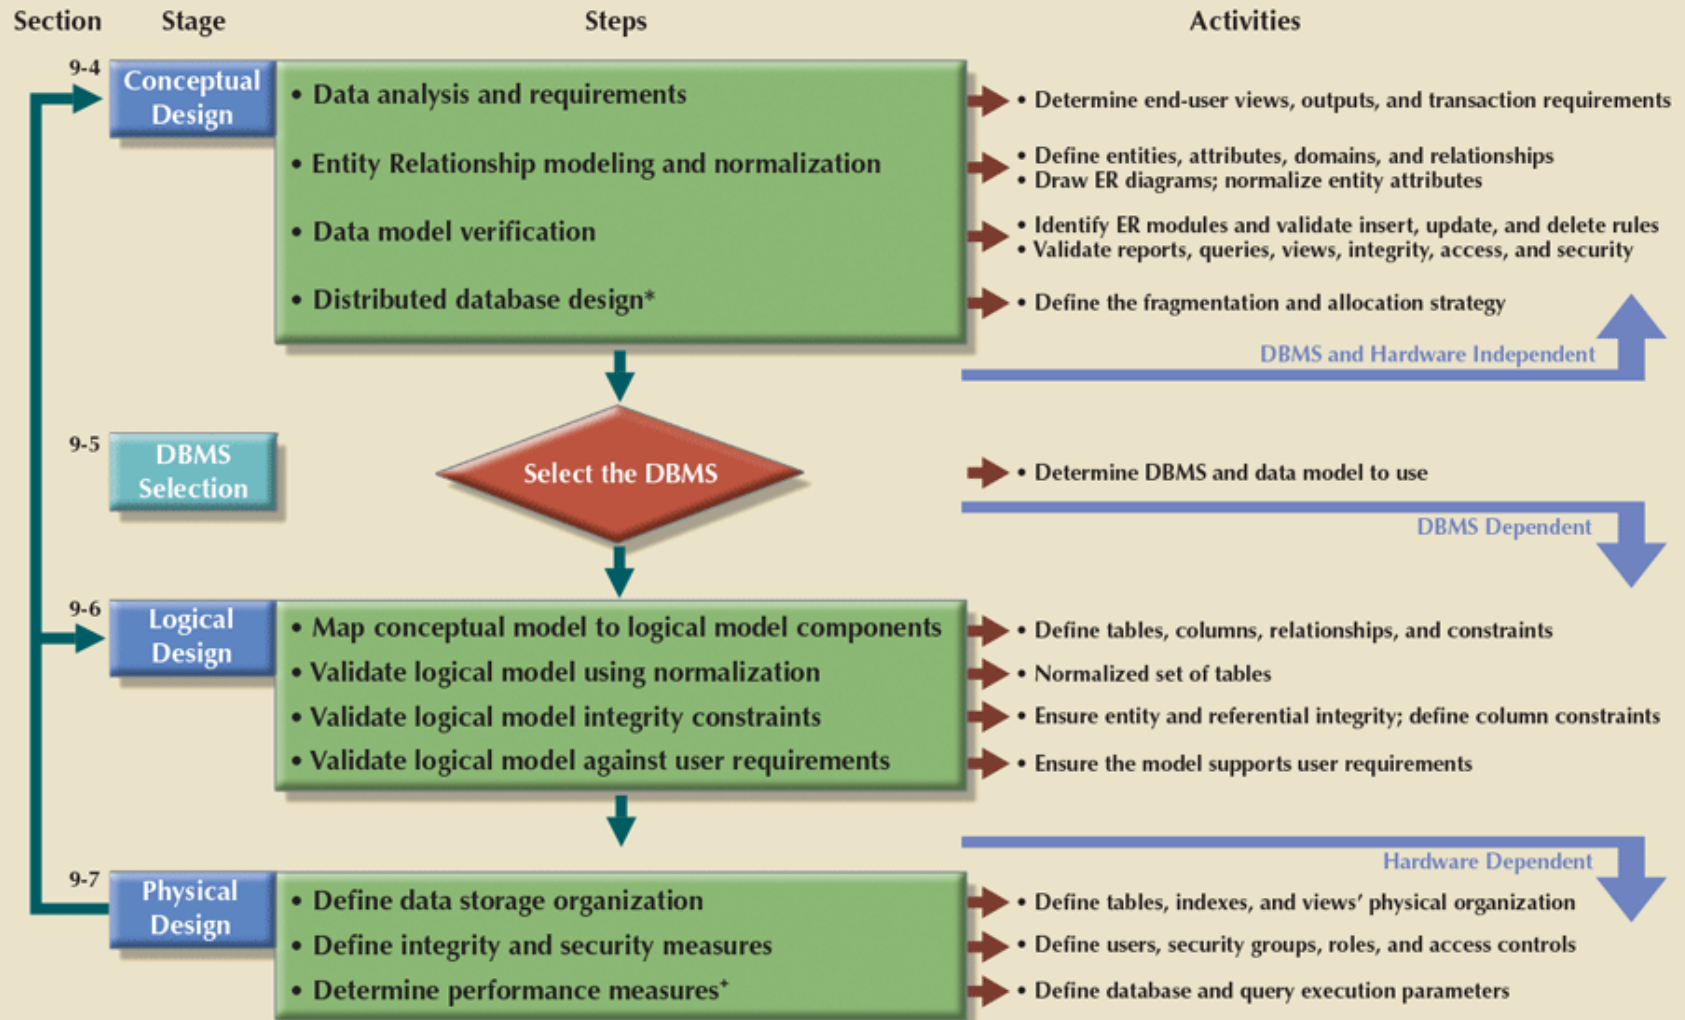 Section Stage Steps Activities
9-4
Conceptual
Design
• Data analysis and requirements
• Determine end-user views, outputs, and transaction requirements
• Entity Relationship modeling and normalization
• Define entities, attributes, domains, and relationships
• Draw ER diagrams; normalize entity attributes
• Data model verification
• Identify ER modules and validate insert, update, and delete rules
• Validate reports, queries, views, integrity, access, and security
• Distributed database design*
• Define the fragmentation and allocation strategy
DBMS and Hardware Independent
9-5
DBMS
Selection
Select the DBMS
• Determine DBMS and data model to use
DBMS Dependent
9-6
Logical
Design
• Map conceptual model to logical model components
• Define tables, columns, relationships, and constraints
• Validate logical model using normalization
• Normalized set of tables
• Validate logical model integrity constraints
• Ensure entity and referential integrity; define column constraints
• Validate logical model against user requirements
• Ensure the model supports user requirements
Hardware Dependent
9-7
Physical
Design
• Define data storage organization
• Define tables, indexes, and views’ physical organization
• Define integrity and security measures
• Define users, security groups, roles, and access controls
• Determine performance measures+
• Define database and query execution parameters